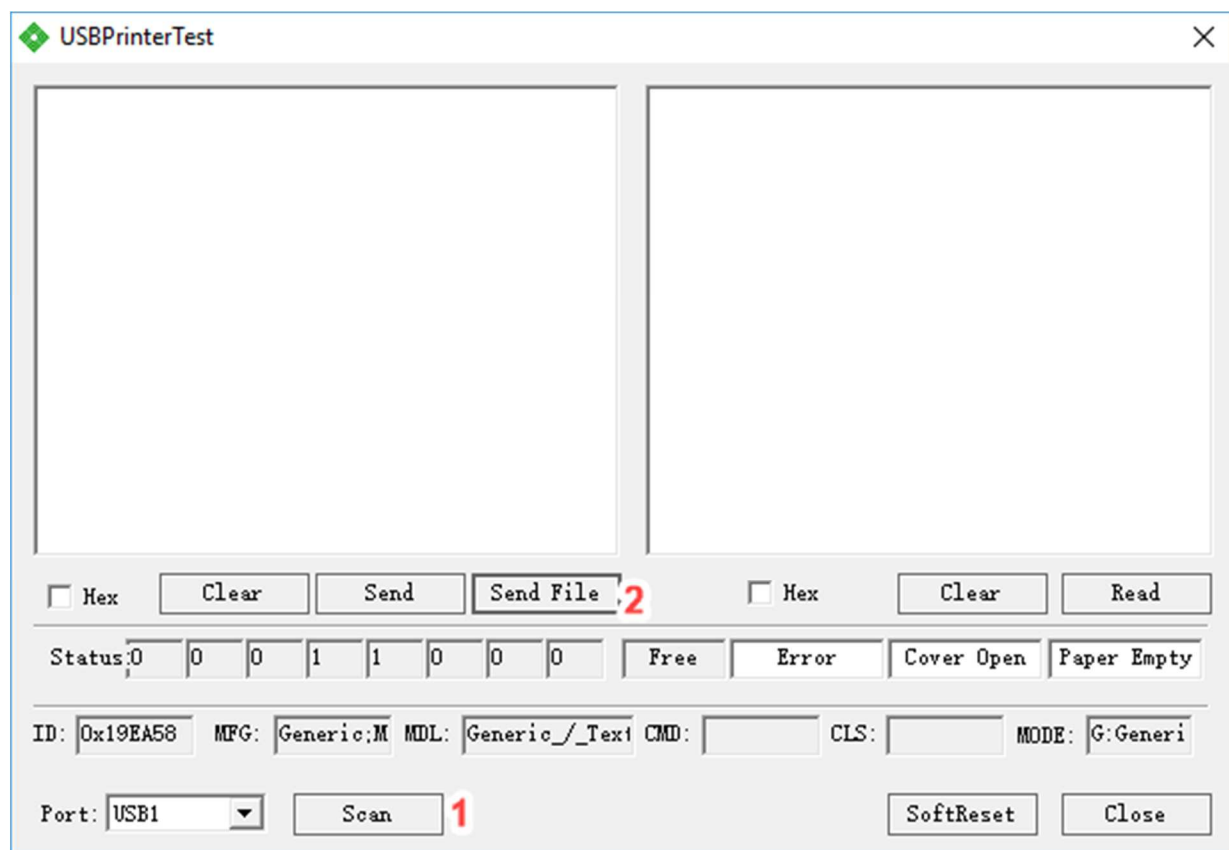 USBPrinterTest
Hex Clear Send Send File 2 Hex Clear Read
Status: 0 0 0 1 1 0 0 0 Free Error Cover Open Paper Empty
ID: 0x19EA58 MFG: Generic;M MDL: Generic_/_Text CMD: CLS: MODE: G:Generi
Port: USB1 Scan 1 SoftReset Close